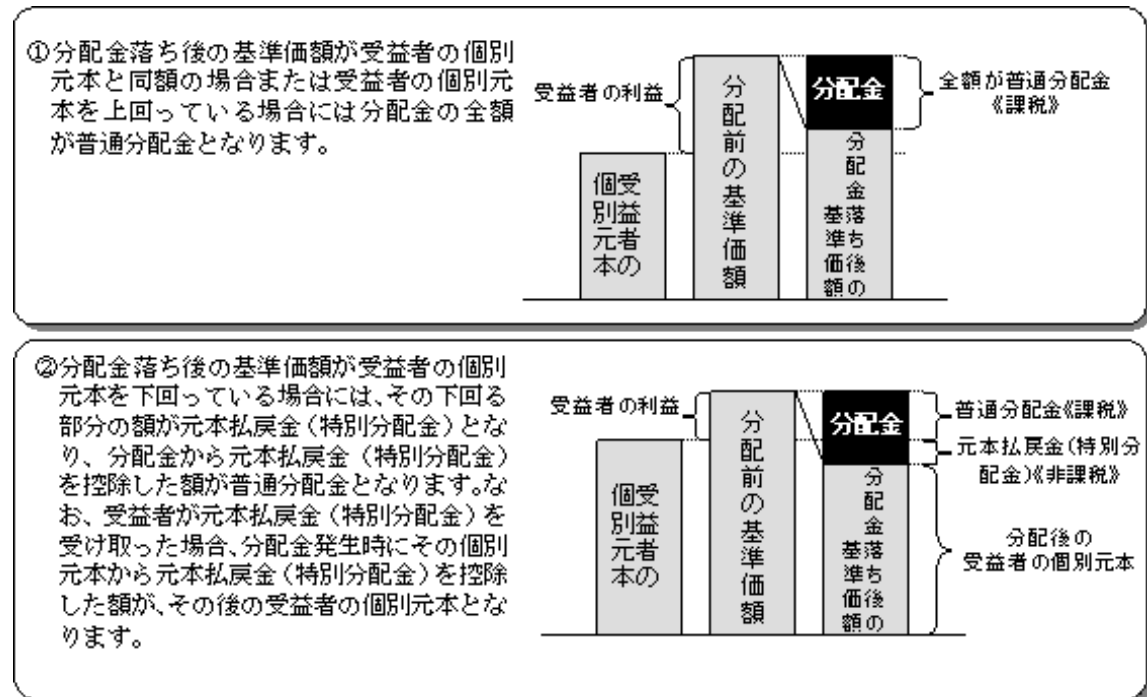 ①分配金落ち後の基準価額が受益者の個別
元本と同額の場合または受益者の個別元
本を上回っている場合には分配金の全額
が普通分配金となります。
受益者の利益
個別元本
受益者の
分配前の基準価額
分配金
分配金落ち後の
基準価額
全額が普通分配金
《課税》
②分配金落ち後の基準価額が受益者の個別
元本を下回っている場合には、その下回る
部分の額が元本払戻金(特別分配金)とな
り、分配金から元本払戻金(特別分配金)
を控除した額が普通分配金となります。な
お、受益者が元本払戻金(特別分配金)を
受け取った場合、分配金発生時にその個別
元本から元本払戻金(特別分配金)を控除
した額が、その後の受益者の個別元本とな
ります。
受益者の利益
受益者の
個別元本
分配前の基準価額
分配金
分配金落ち後の
基準価額
普通分配金《課税》
元本払戻金(特別分
配金)《非課税》
分配後の
受益者の個別元本